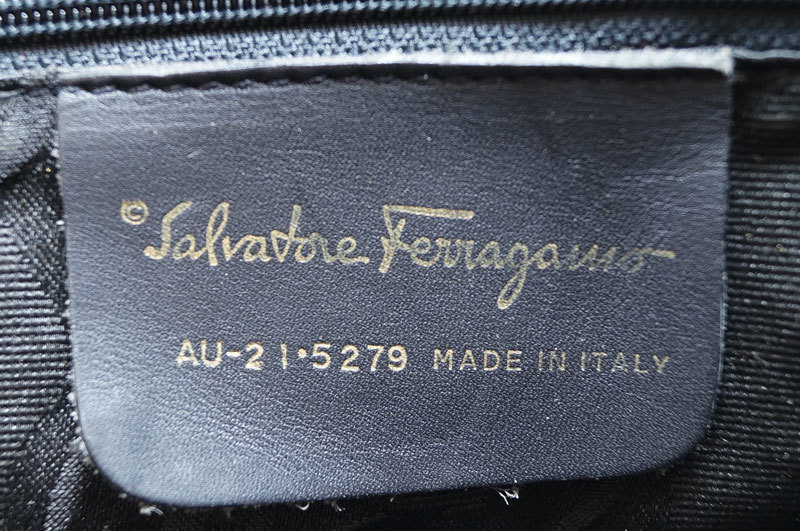 © Salvatore Ferragamo
AU-21•5279 MADE IN ITALY